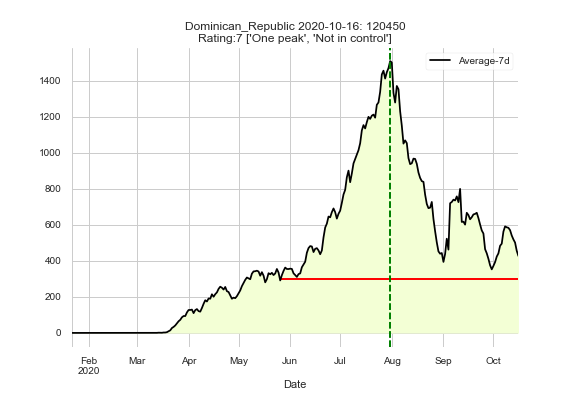 Dominican_Republic 2020-10-16: 120450
Rating:7 ['One peak', 'Not in control']
Average-7d
1400
1200
1000
800
600
400
200
0
Feb Mar Apr May Jun Jul Aug Sep Oct
2020
Date